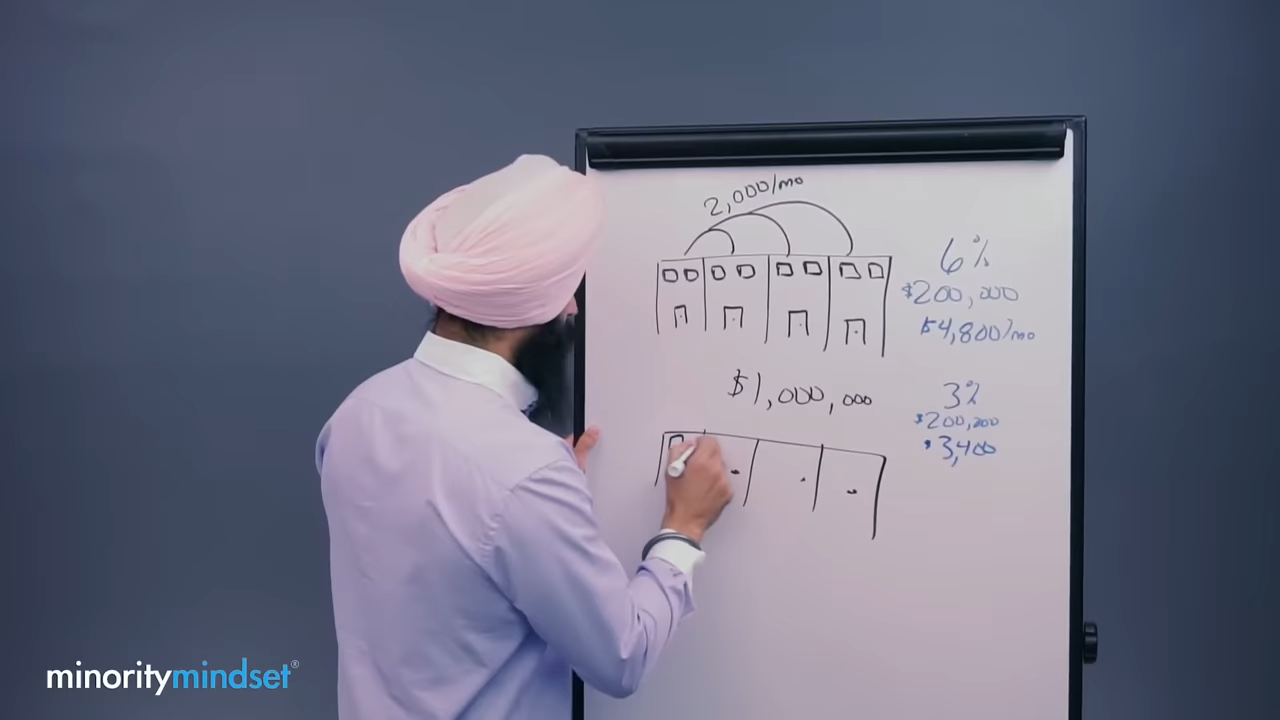 2,000/mo
6%
$200,000
$4,800/mo
$1,000,000
3%
$200,000
$3,400
minoritymindset®